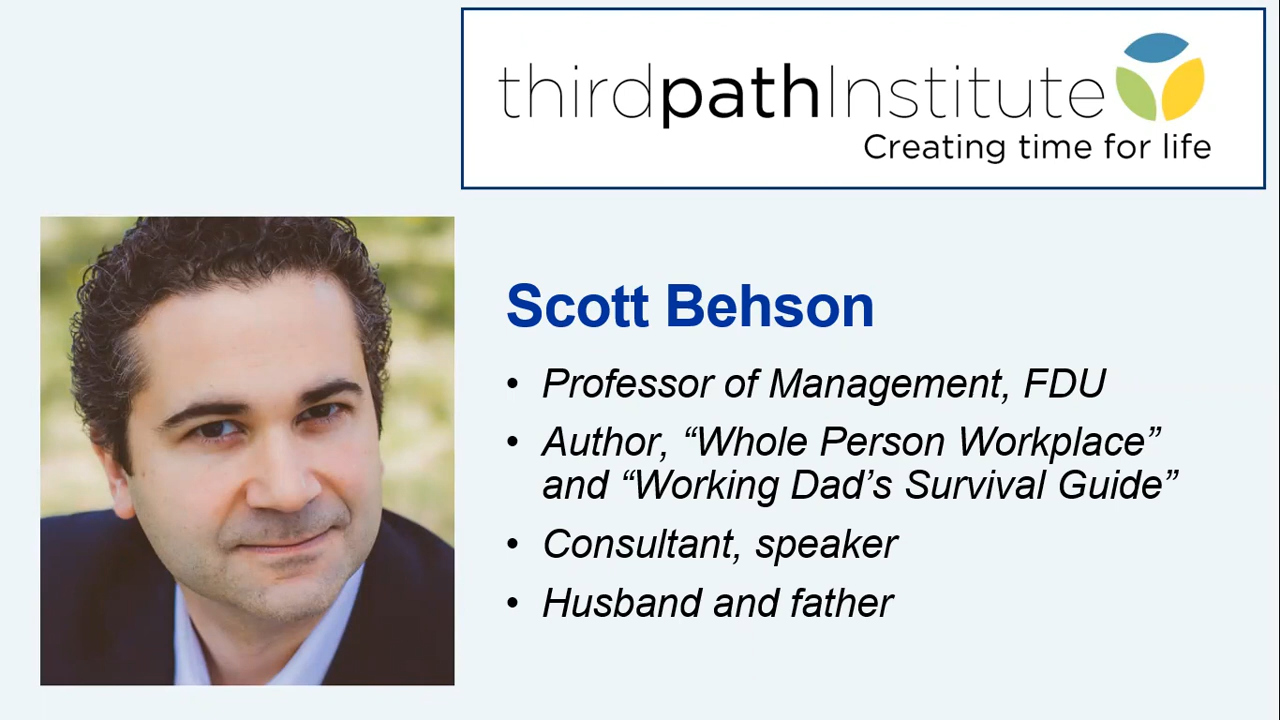 thirdpathInstitute
Creating time for life
Scott Behson
• Professor of Management, FDU
• Author, “Whole Person Workplace”
and “Working Dad’s Survival Guide”
• Consultant, speaker
• Husband and father